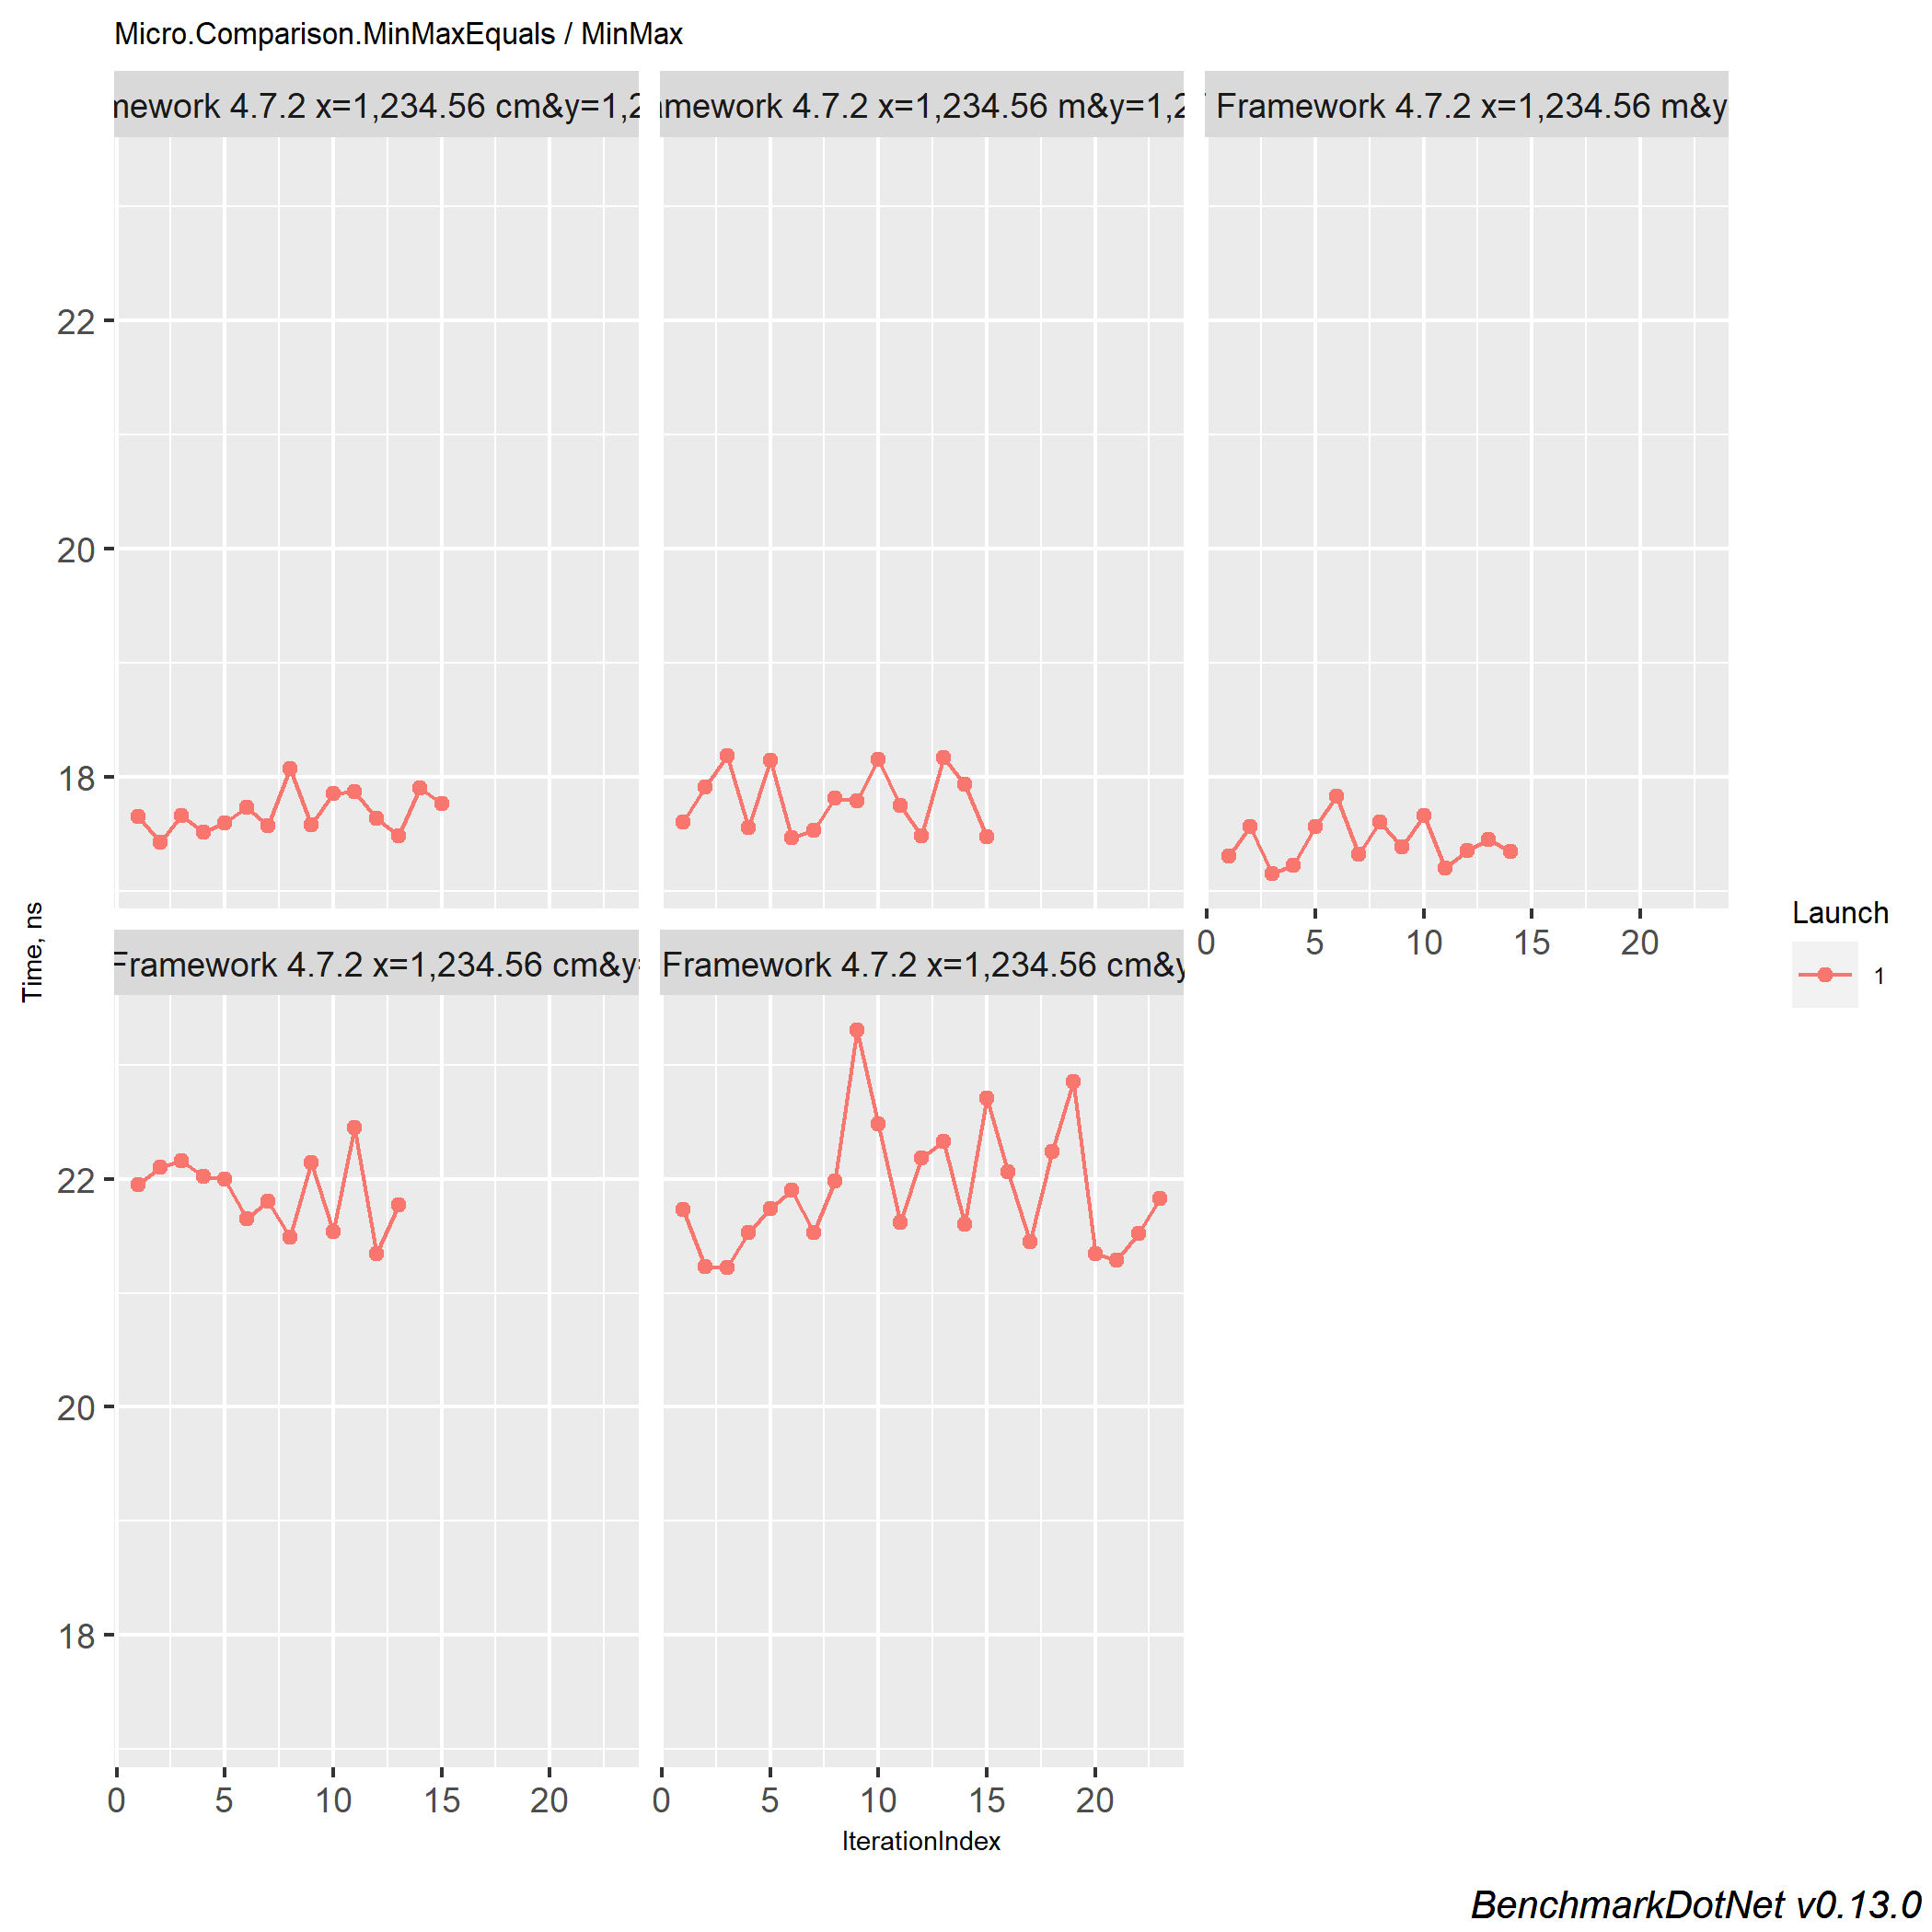 Micro.Comparison.MinMaxEquals / MinMax
mework 4.7.2 x=1,234.56 cm&y=1,2
mework 4.7.2 x=1,234.56 m&y=1,2
Framework 4.7.2 x=1,234.56 m&y
22
20
18
0 5 10 15 20
Time, ns
Launch
1
Framework 4.7.2 x=1,234.56 cm&y
Framework 4.7.2 x=1,234.56 cm&y
22
20
18
0 5 10 15 20
0 5 10 15 20
IterationIndex
BenchmarkDotNet v0.13.0